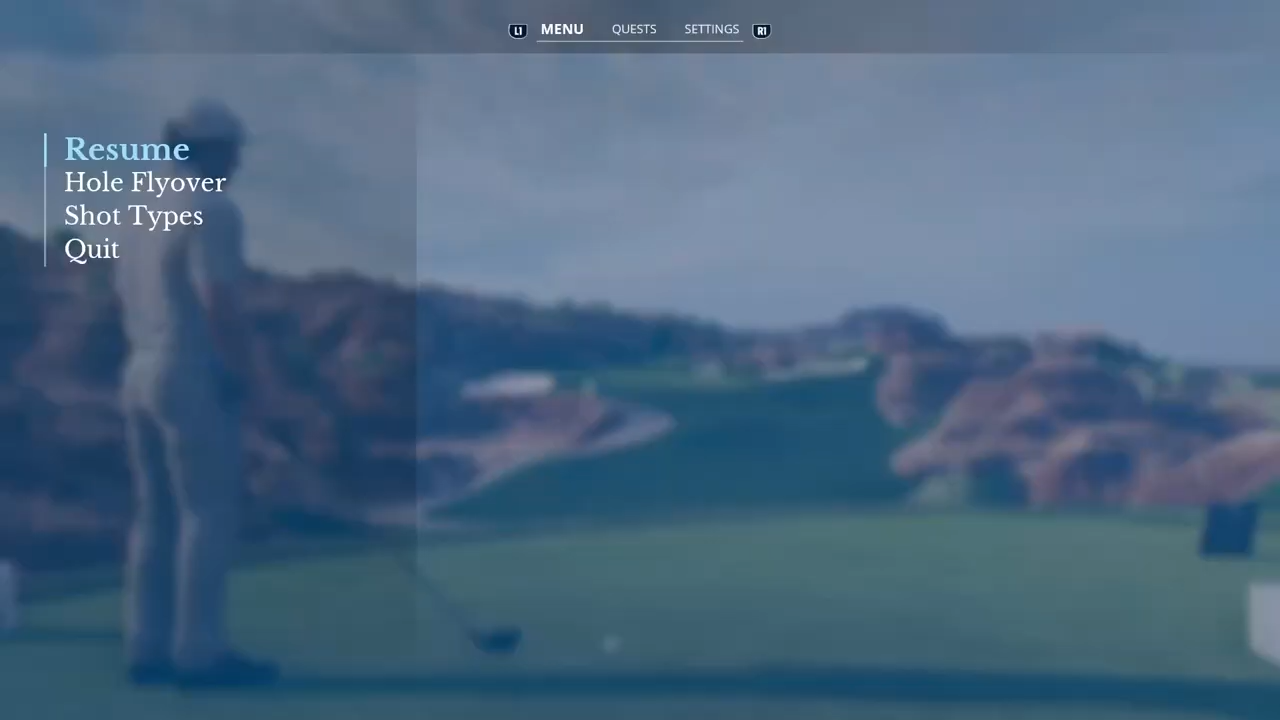 L1 MENU QUESTS SETTINGS R1
Resume
Hole Flyover
Shot Types
Quit